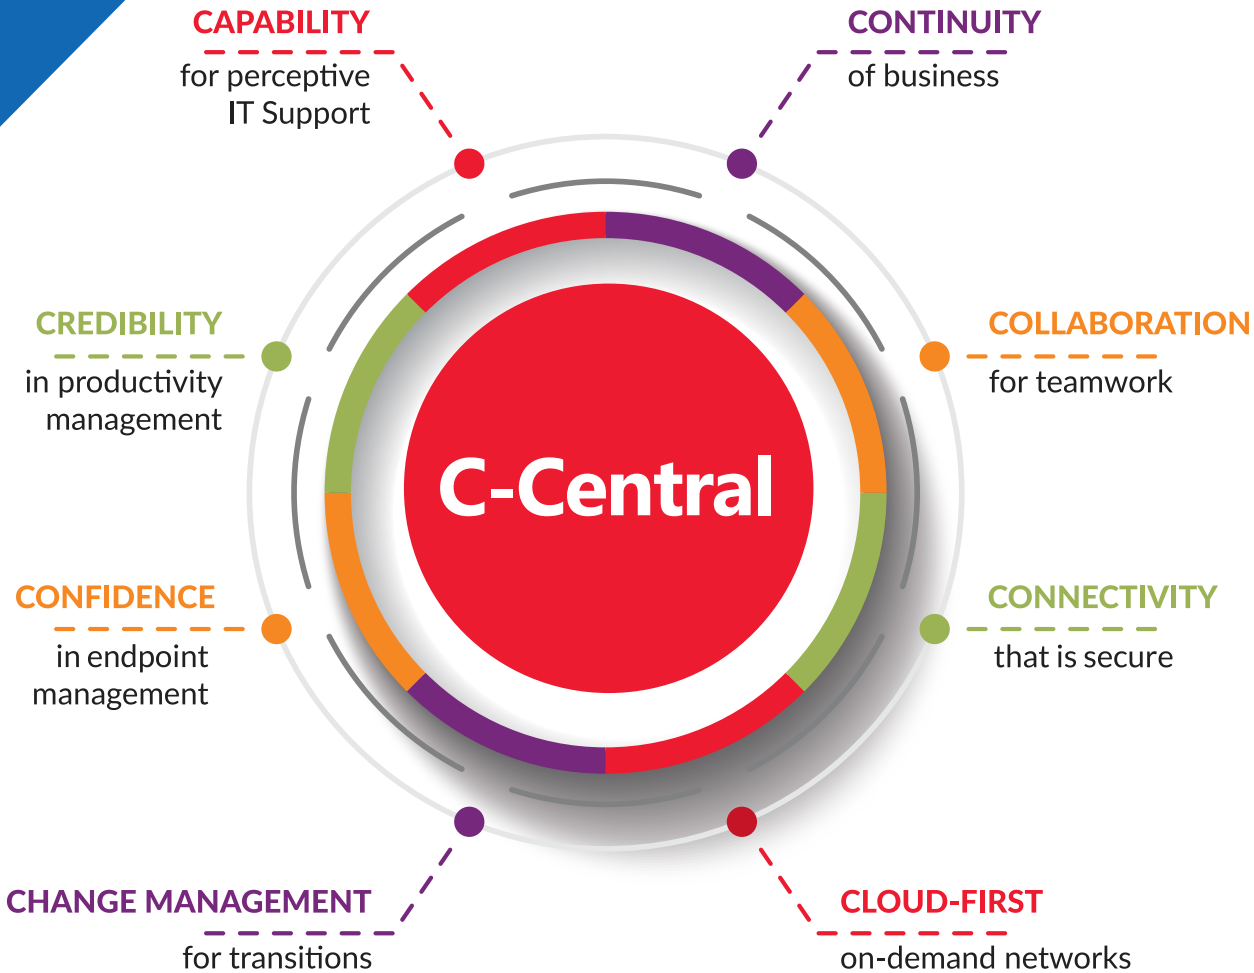 CAPABILITY
for perceptive
IT Support
CONTINUITY
of business
CREDIBILITY
in productivity
management
COLLABORATION
for teamwork
C-Central
CONFIDENCE
in endpoint
management
CONNECTIVITY
that is secure
CHANGE MANAGEMENT
for transitions
CLOUD-FIRST
on-demand networks